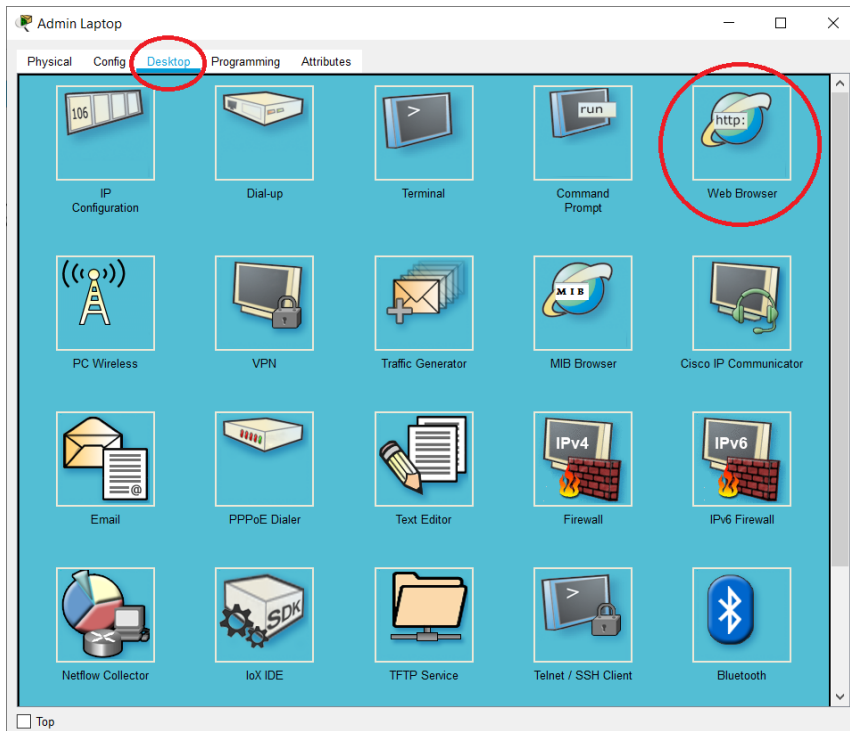 Admin Laptop
Physical Config Desktop Programming Attributes
106
>
run
http:
IP
Configuration
Dial-up
Terminal
Command
Prompt
Web Browser
MIB
PC Wireless
VPN
Traffic Generator
MIB Browser
Cisco IP Communicator
@
IPv4
IPv6
Email
PPPoE Dialer
Text Editor
Firewall
IPv6 Firewall
SDK
>
Netflow Collector
IoX IDE
TFTP Service
Telnet / SSH Client
Bluetooth
Top